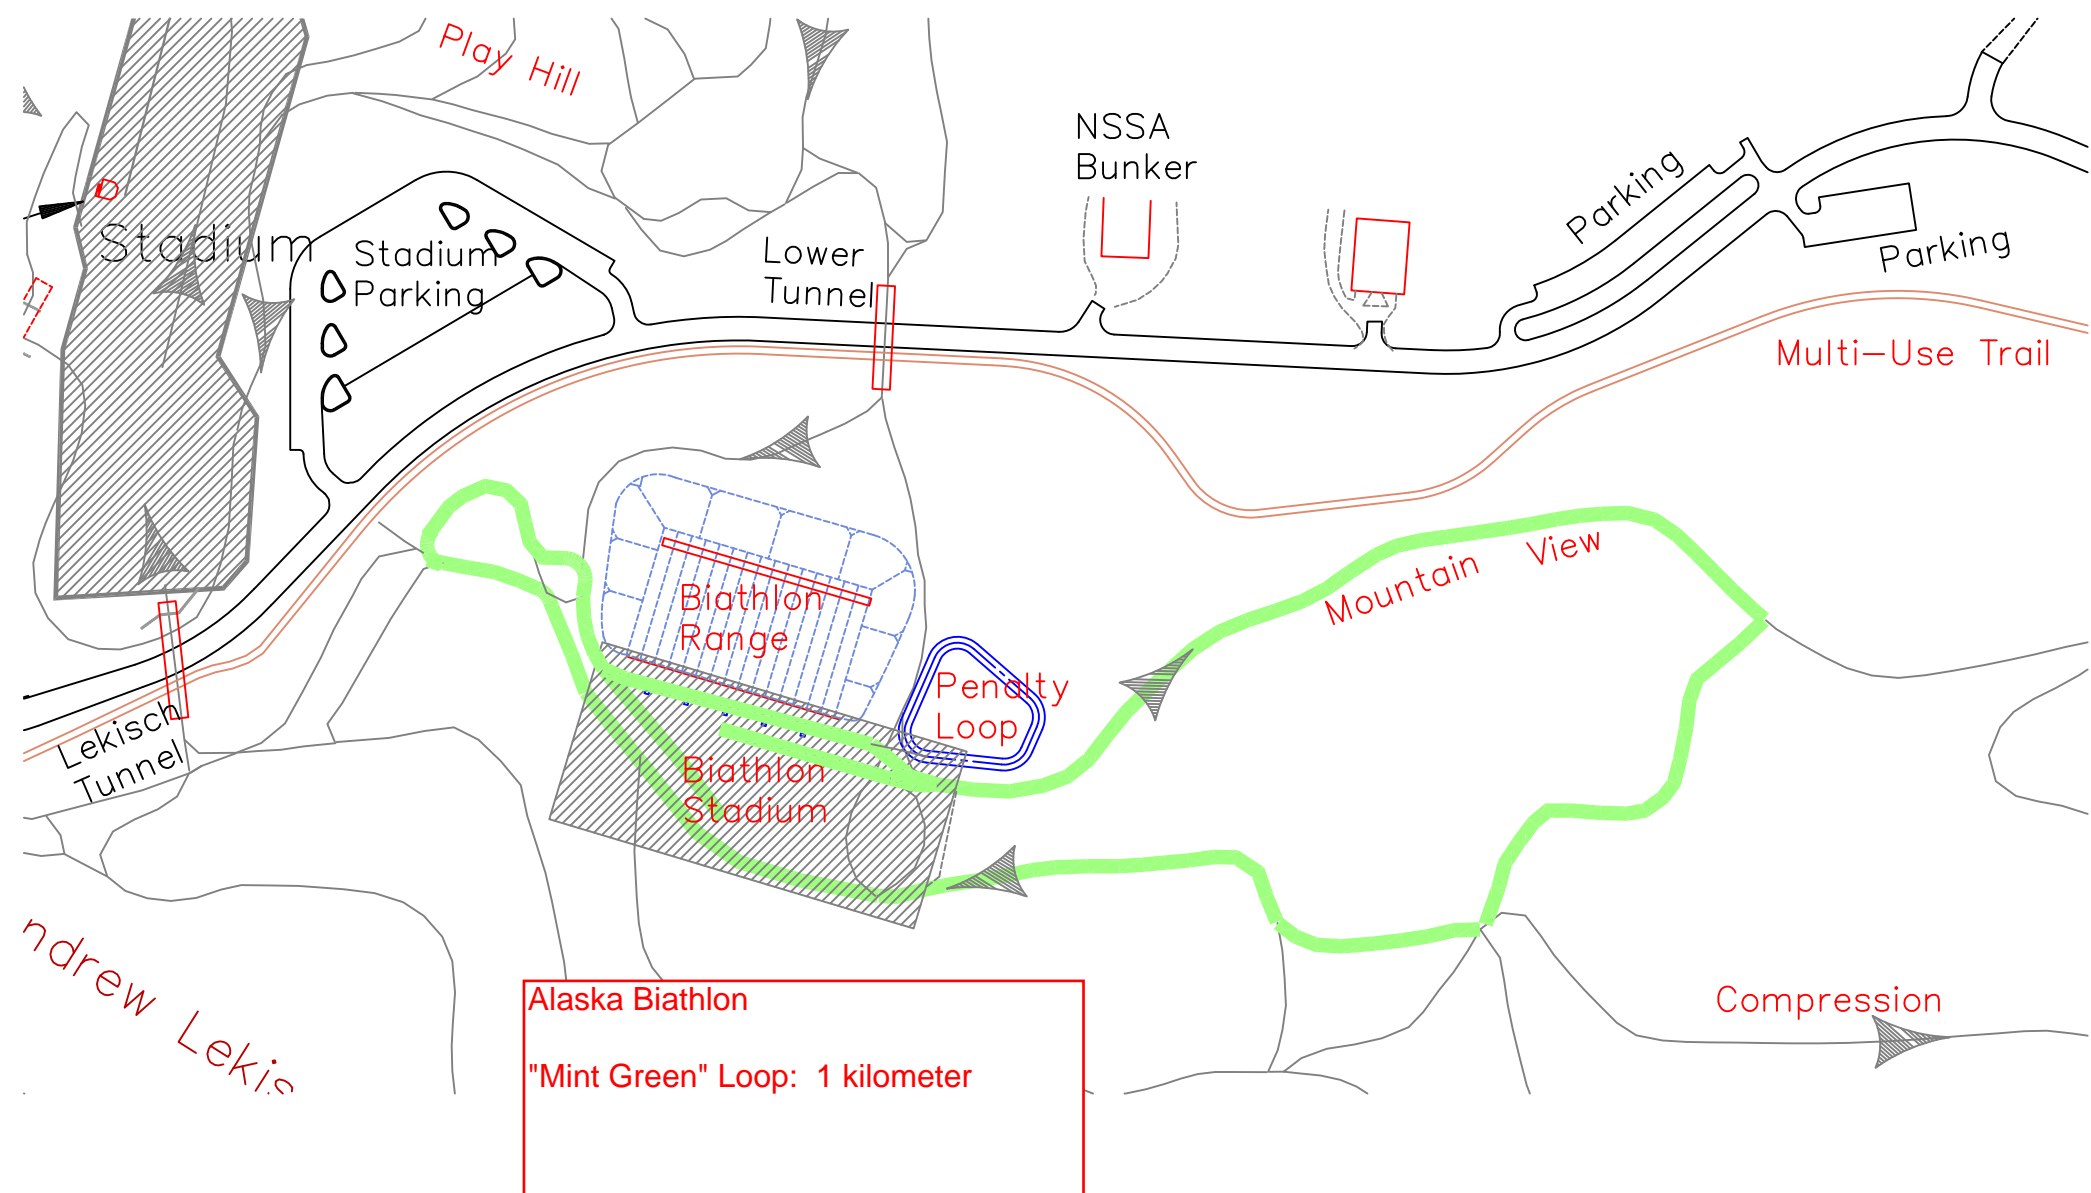 Play Hill
NSSA
Bunker
Parking
Stadium
Stadium
Parking
Lower
Tunnel
Parking
Multi-Use Trail
Mountain View
Biathlon
Range
Penalty
Loop
Lekisch
Tunnel
Biathlon
Stadium
ndrew Lekis
Compression
Alaska Biathlon
"Mint Green" Loop: 1 kilometer